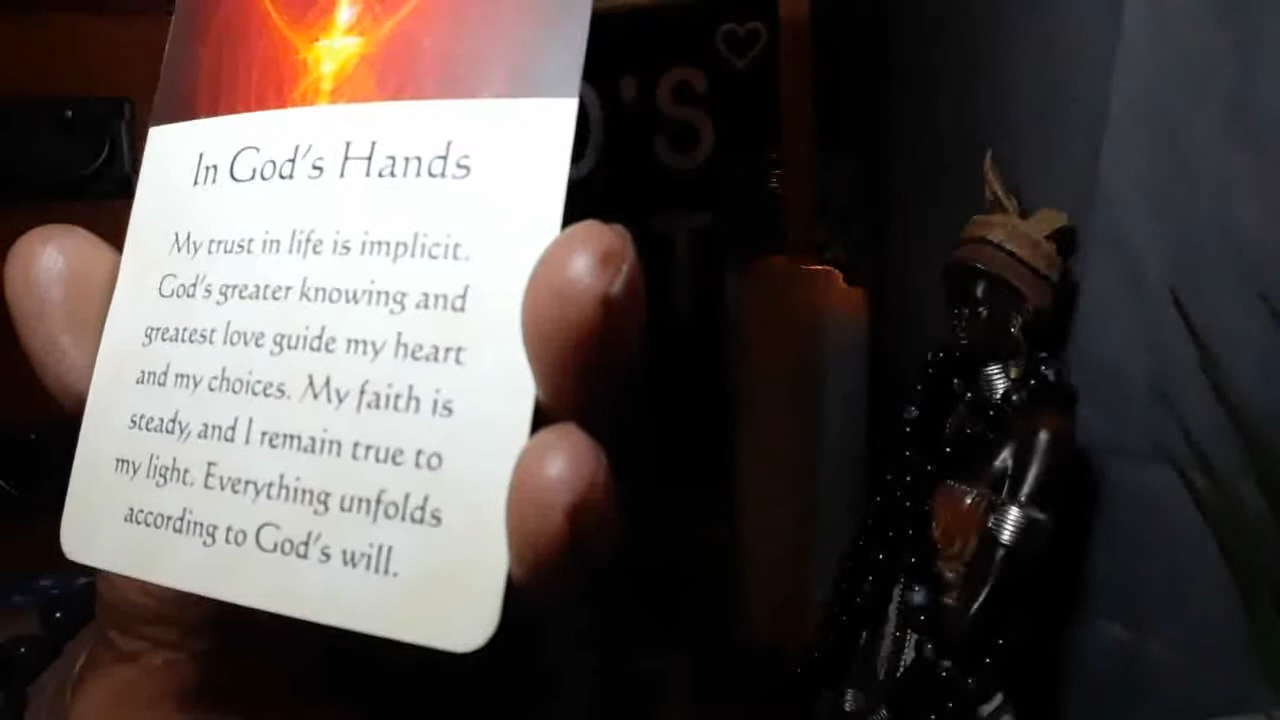 In God's Hands
My trust in life is implicit.
God's greater knowing and
greatest love guide my heart
and my choices. My faith is
steady, and I remain true to
my light. Everything unfolds
according to God's will.
'S
T